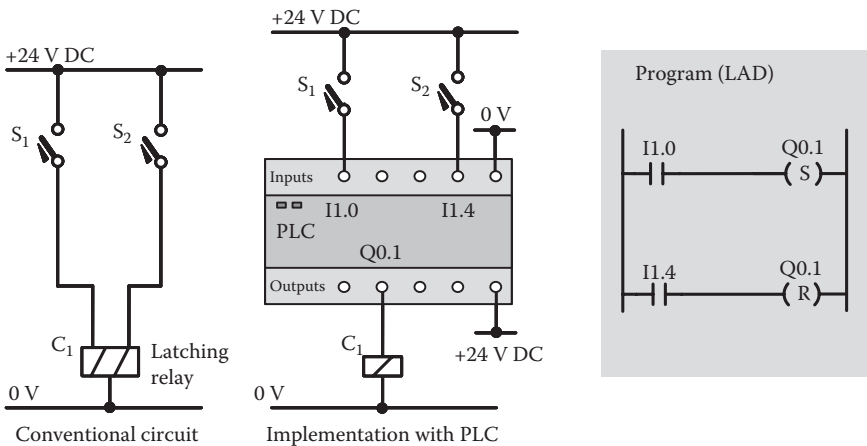 +24 V DC
S1
S2
C1
Latching
relay
0 V
Conventional circuit
+24 V DC
S1
S2
0 V
Inputs
I1.0
I1.4
PLC
Q0.1
Outputs
C1
+24 V DC
0 V
Implementation with PLC
Program (LAD)
I1.0
Q0.1
S
I1.4
Q0.1
R